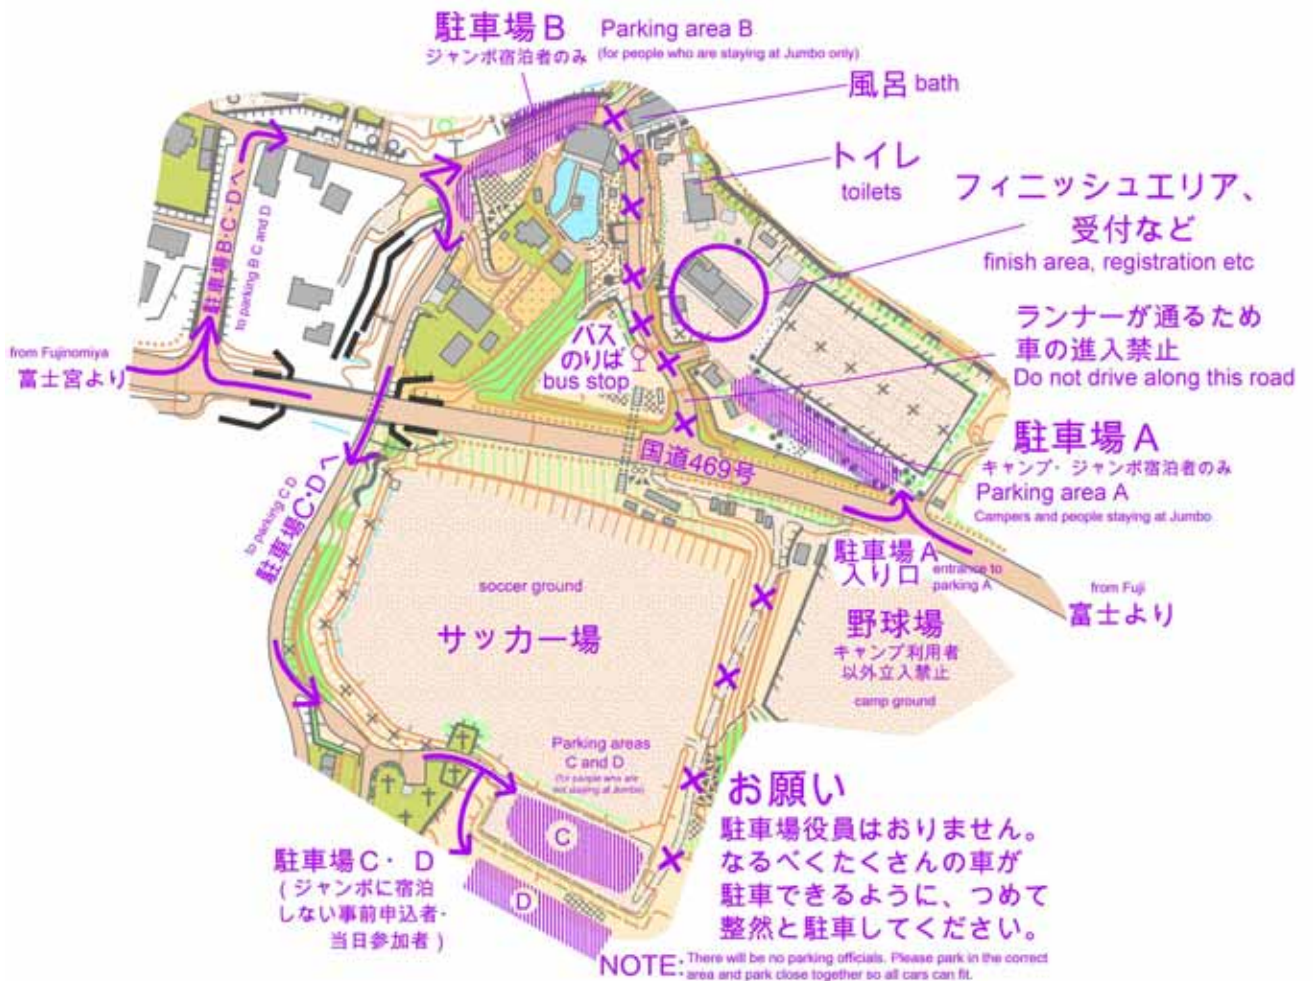 駐車場B
Parking area B
ジャンボ宿泊者のみ
(for people who are staying at Jumbo only)
風呂 bath
トイレ
toilets
フィニッシュエリア、
受付など
finish area, registration etc
ランナーが通るため
車の進入禁止
Do not drive along this road
駐車場B・C・Dへ
to parking B C and D
バス
のりば
bus stop
from Fujinomiya
富士宮より
国道469号
駐車場A
キャンプ・ジャンボ宿泊者のみ
Parking area A
Campers and people staying at Jumbo
to parking C D
駐車場C・Dへ
駐車場A
入り口
entrance to
parking A
from Fuji
富士より
soccer ground
サッカー場
野球場
キャンプ利用者
以外立入禁止
camp ground
Parking areas
C and D
(for people who are
not staying at Jumbo)
C
D
駐車場C・D
(ジャンボに宿泊
しない事前申込者・
当日参加者)
お願い
駐車場役員はおりません。
なるべくたくさんの車が
駐車できるように、つめて
整然と駐車してください。
NOTE: There will be no parking officials. Please park in the correct
area and park close together so all cars can fit.